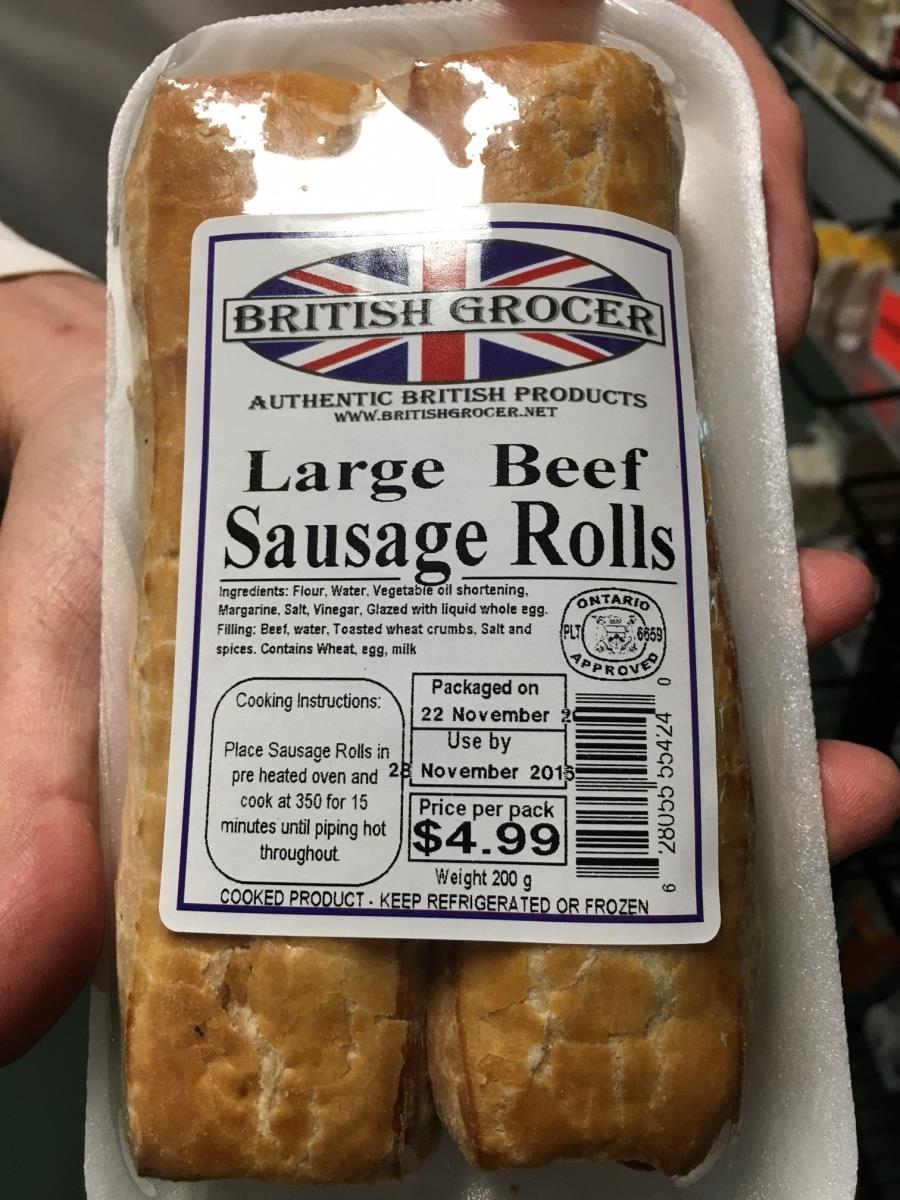 BRITISH GROCER
AUTHENTIC BRITISH PRODUCTS
WWW.BRITISHGROCER.NET
Large Beef
Sausage Rolls
Ingredients: Flour, Water, Vegetable oil shortening,
Margarine, Salt, Vinegar, Glazed with liquid whole egg.
Filling: Beef, water, Toasted wheat crumbs, Salt and
spices. Contains Wheat, egg, milk
ONTARIO
PLT 6659
APPROVED
Cooking Instructions:
Place Sausage Rolls in
pre heated oven and
cook at 350 for 15
minutes until piping hot
throughout.
Packaged on
22 November
Use by
28 November
Price per pack
$4.99
Weight 200 g
6 28055 55424 0
COOKED PRODUCT - KEEP REFRIGERATED OR FROZEN